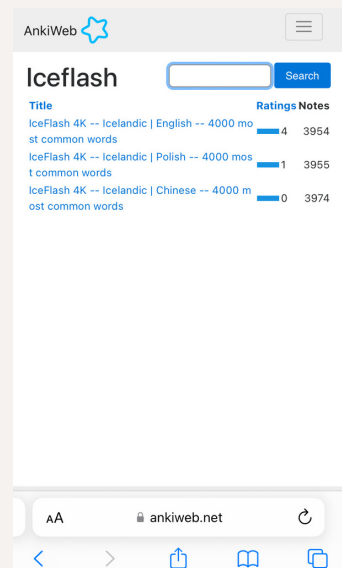 AnkiWeb
Iceflash
Search
Title Ratings Notes
IceFlash 4K -- Icelandic | English -- 4000 mo
st common words 4 3954
IceFlash 4K -- Icelandic | Polish -- 4000 mos
t common words 1 3955
IceFlash 4K -- Icelandic | Chinese -- 4000 m
ost common words 0 3974
AA ankiweb.net